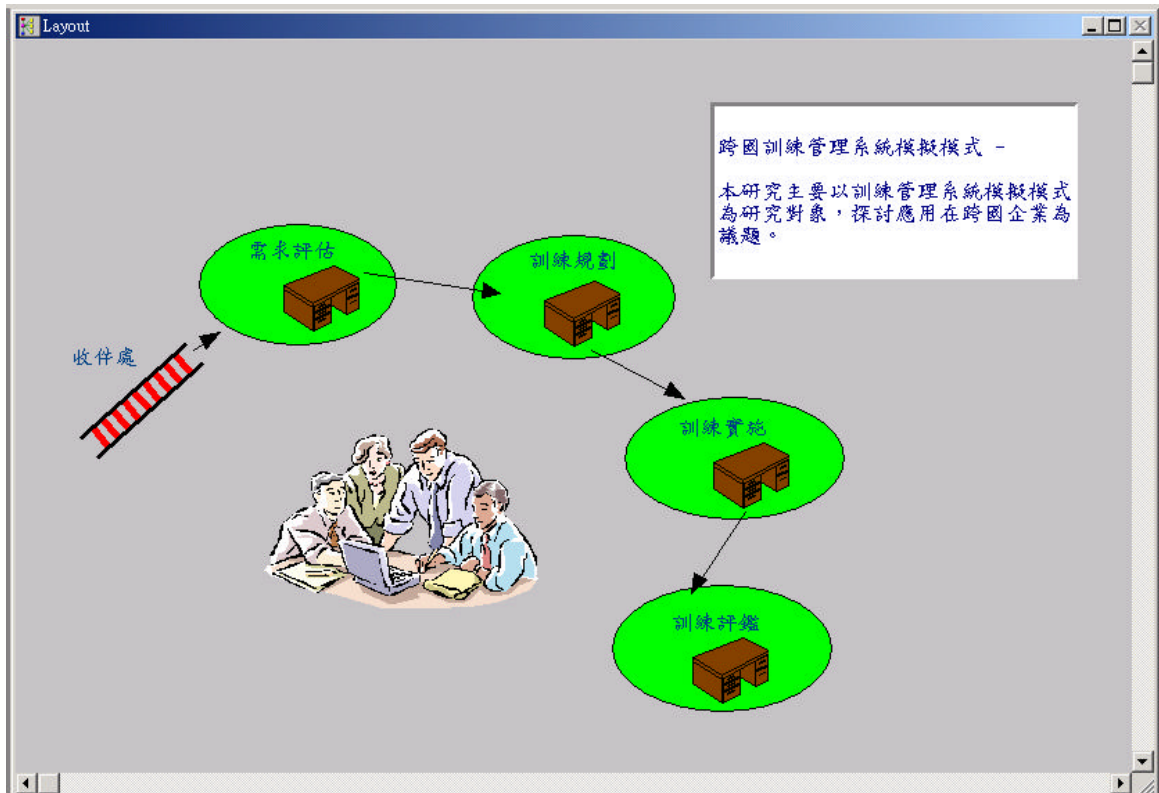 Layout
跨國訓練管理系統模擬模式 -
本研究主要以訓練管理系統模擬模式
為研究對象，探討應用在跨國企業為
議題。
需求評估
訓練規劃
收件處
訓練實施
訓練評鑑